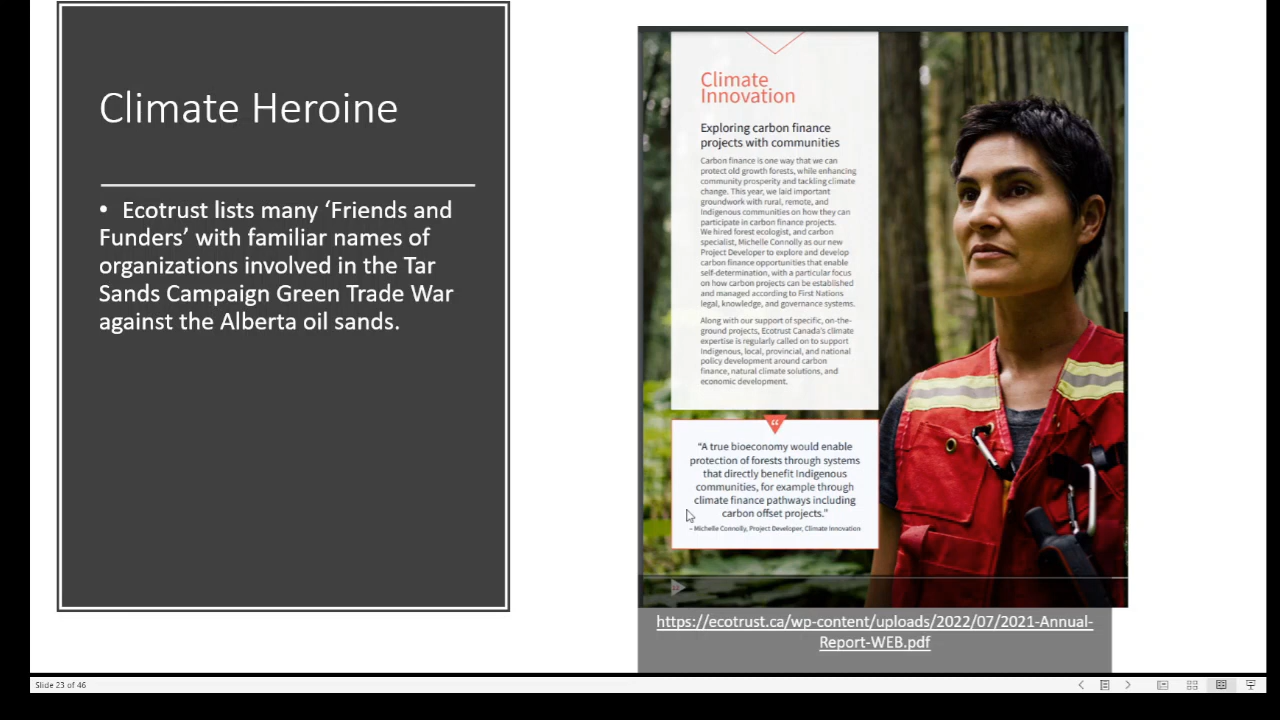 Climate Heroine
• Ecotrust lists many ‘Friends and
Funders’ with familiar names of
organizations involved in the Tar
Sands Campaign Green Trade War
against the Alberta oil sands.
Climate
Innovation
Exploring carbon finance
projects with communities
Carbon finance is one way that we can
protect old growth forests, while enhancing
community prosperity and tackling climate
change. This year, we laid important
groundwork with rural, remote, and
Indigenous communities on how they can
participate in carbon finance projects.
We hired forest ecologist, and carbon
specialist, Michelle Connolly as our new
Project Developer to explore and develop
carbon finance opportunities that enable
self-determination, with a particular focus
on how carbon projects can be established
and managed according to First Nations
legal, knowledge, and governance systems.
Along with our support of specific, on-the-
ground projects, Ecotrust Canada's climate
expertise is regularly called on to support
Indigenous, local, provincial, and national
policy development around carbon
finance, natural climate solutions, and
economic development.
“
“A true bioeconomy would enable
protection of forests through systems
that directly benefit Indigenous
communities, for example through
climate finance pathways including
carbon offset projects.”
– Michelle Connolly, Project Developer, Climate Innovation
https://ecotrust.ca/wp-content/uploads/2022/07/2021-Annual-
Report-WEB.pdf
Slide 23 of 46